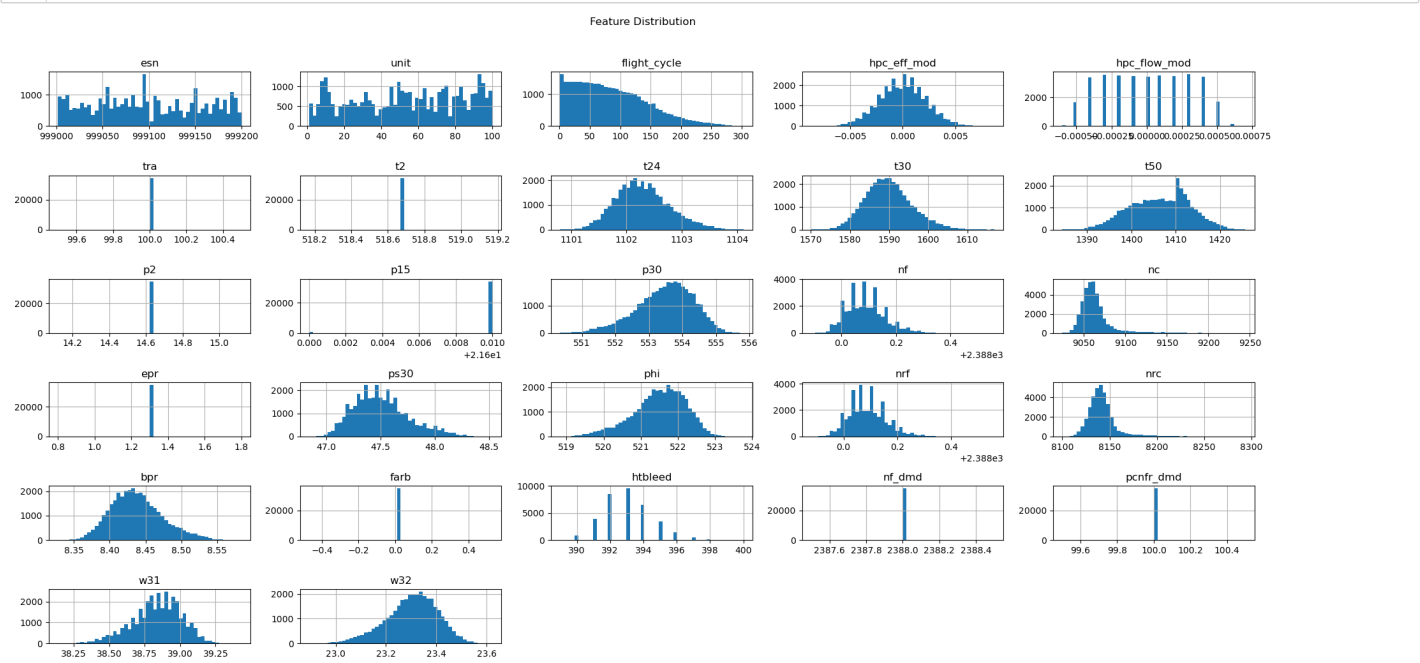 Feature Distribution
esn unit flight_cycle hpc_eff_mod hpc_flow_mod
1000 0
999000 999050 999100 999150 999200
1000 500 0
0 20 40 60 80 100
1000 0
0 50 100 150 200 250 300
2000 1000 0
−0.005 0.000 0.005
2000 0
tra t2 t24 t30 t50
20000 0
99.6 99.8 100.0 100.2 100.4
20000 0
518.2 518.4 518.6 518.8 519.0 519.2
2000 1000 0
1101 1102 1103 1104
2000 1000 0
1570 1580 1590 1600 1610
2000 1000 0
1390 1400 1410 1420
p2 p15 p30 nf nc
20000 0
14.2 14.4 14.6 14.8 15.0
20000 0
0.000 0.002 0.004 0.006 0.008 0.010
+2.16e1
1000 0
551 552 553 554 555 556
4000 2000 0
0.0 0.2 0.4
+2.388e3
4000 2000 0
9050 9100 9150 9200 9250
epr ps30 phi nrf nrc
20000 0
0.8 1.0 1.2 1.4 1.6 1.8
2000 1000 0
47.0 47.5 48.0 48.5
2000 1000 0
519 520 521 522 523 524
4000 2000 0
0.0 0.2 0.4
+2.388e3
4000 2000 0
8100 8150 8200 8250 8300
bpr farb htbleed nf_dmd pcnfr_dmd
2000 1000 0
8.35 8.40 8.45 8.50 8.55
20000 0
−0.4 −0.2 0.0 0.2 0.4
10000 5000 0
390 392 394 396 398 400
20000 0
2387.6 2387.8 2388.0 2388.2 2388.4
20000 0
99.6 99.8 100.0 100.2 100.4
w31 w32
2000 1000 0
38.25 38.50 38.75 39.00 39.25
2000 1000 0
23.0 23.2 23.4 23.6